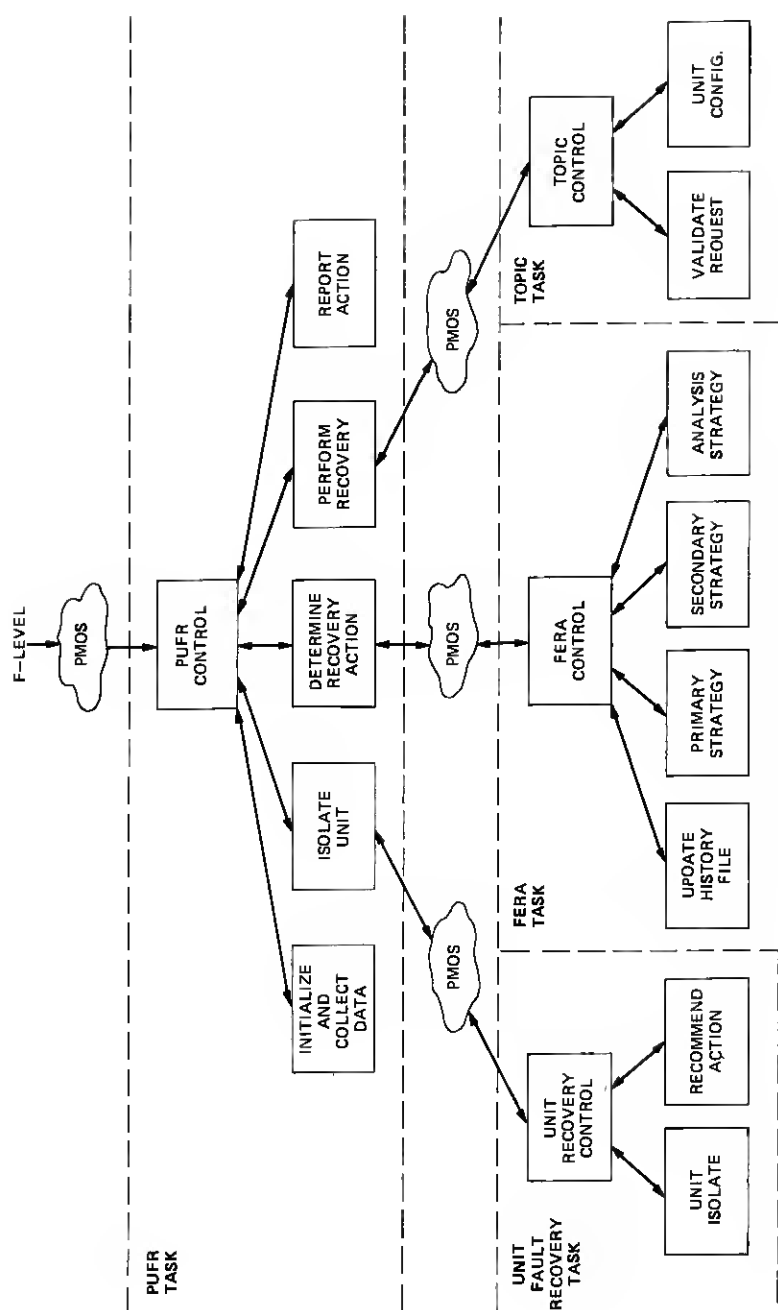 F-LEVEL
PMOS
PUFR
TASK
PUFR
CONTROL
INITIALIZE
AND
COLLECT
DATA
ISOLATE
UNIT
DETERMINE
RECOVERY
ACTION
PERFORM
RECOVERY
REPORT
ACTION
PMOS
PMOS
PMOS
UNIT
FAULT
RECOVERY
TASK
UNIT
RECOVERY
CONTROL
UNIT
ISOLATE
RECOMMEND
ACTION
FERA
TASK
FERA
CONTROL
UPOATE
HISTORY
FILE
PRIMARY
STRATEGY
SECONDARY
STRATEGY
ANALYSIS
STRATEGY
TOPIC
TASK
TOPIC
CONTROL
VALIDATE
REOUEST
UNIT
CONFIG.